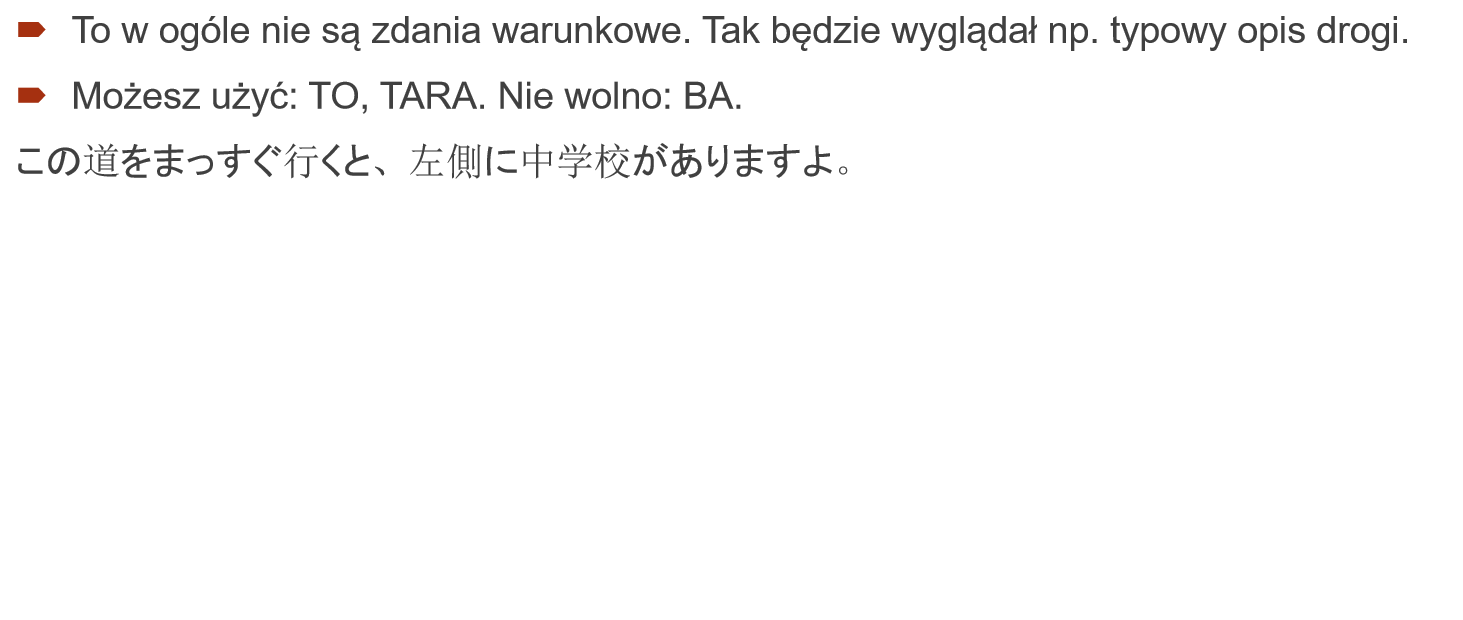 To w ogóle nie są zdania warunkowe. Tak będzie wyglądał np. typowy opis drogi.
Możesz użyć: TO, TARA. Nie wolno: BA.
この道をまっすぐ行くと、左側に中学校がありますよ。